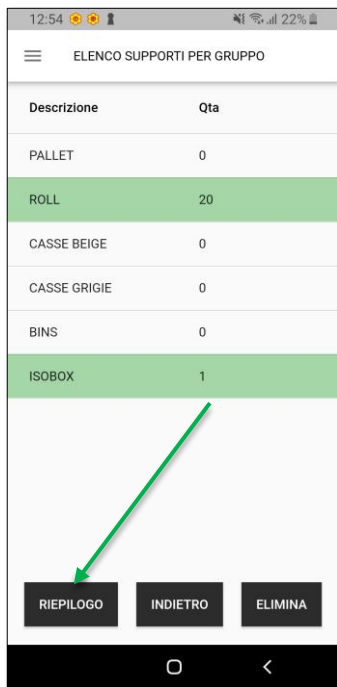 12:54 22%
ELENCO SUPPORTI PER GRUPPO
Descrizione Qta
PALLET 0
ROLL 20
CASSE BEIGE 0
CASSE GRIGIE 0
BINS 0
ISOBOX 1
RIEPILOGO INDIETRO ELIMINA